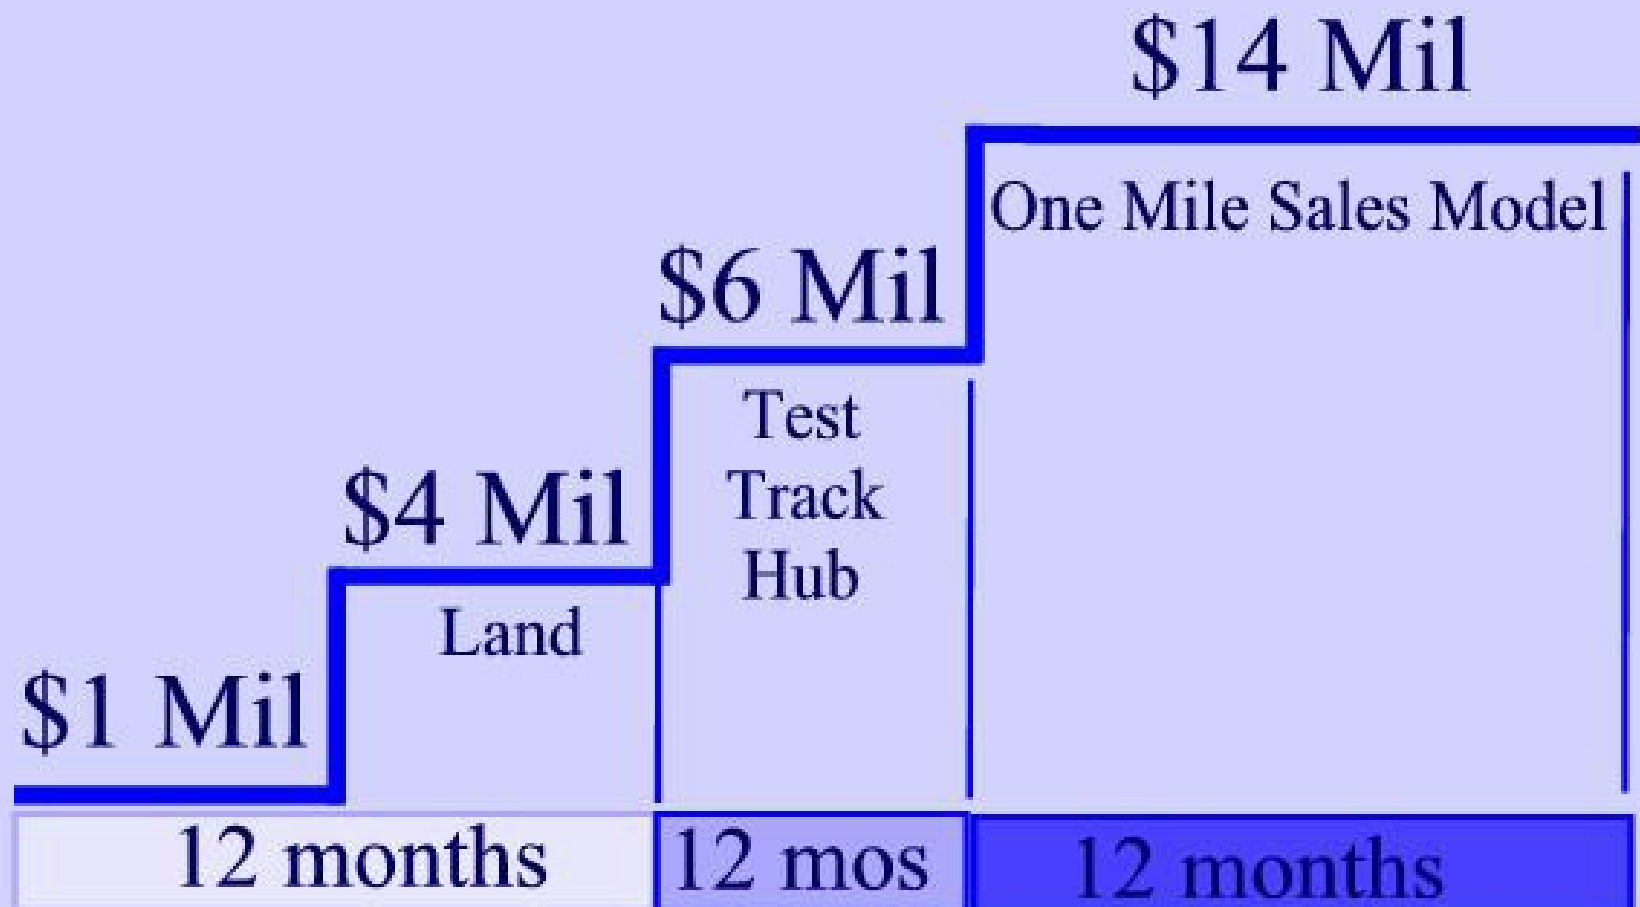 $14 Mil
One Mile Sales Model
$6 Mil
Test
Track
Hub
$4 Mil
Land
$1 Mil
12 months
12 mos
12 months